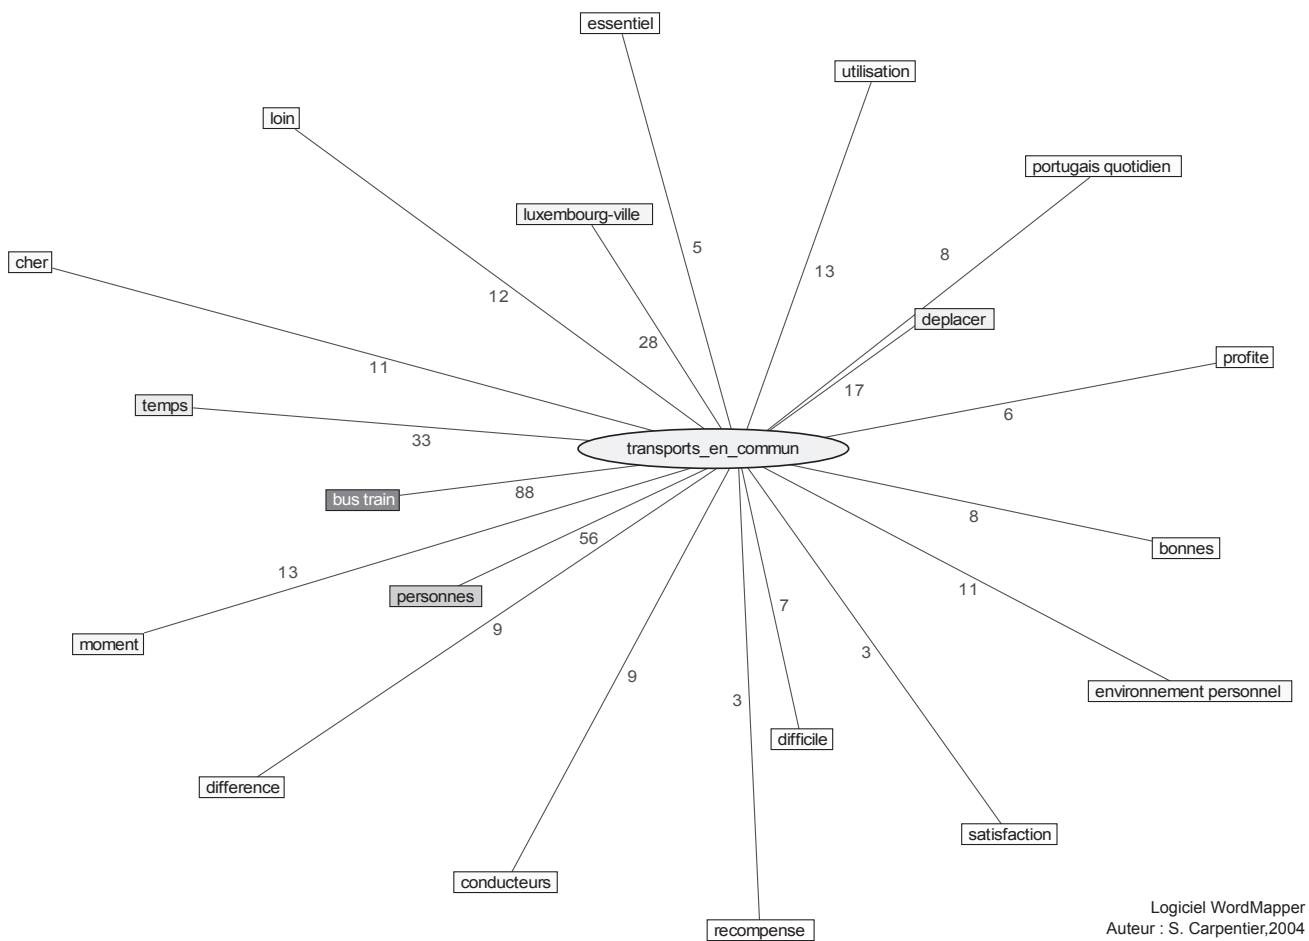 essentiel
utilisation
loin
portugais quotidien
luxembourg-ville
5
8
cher
13
12
deplacer
28
profite
11
17
temps
6
33
transports_en_commun
88
bus train
8
56
bonnes
13
11
personnes
7
9
moment
3
9
environnement personnel
3
difficile
difference
satisfaction
conducteurs
recompense
Logiciel WordMapper
Auteur : S. Carpentier,2004